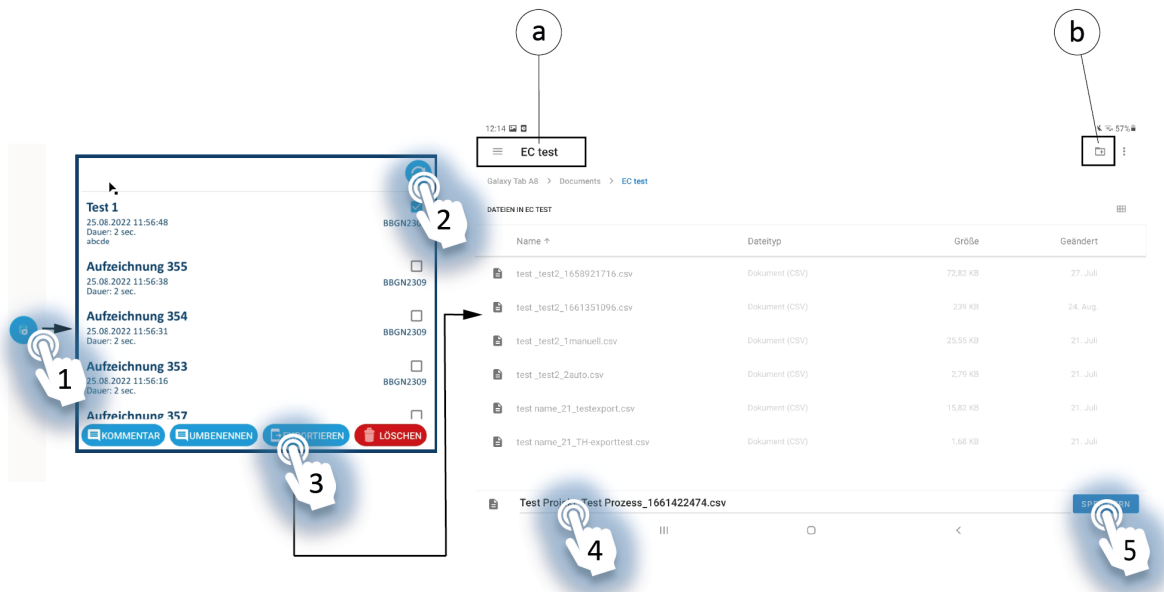 a
b
12:14
57%
EC test
Galaxy Tab A8 > Documents > EC test
DATEIEN IN EC TEST
Name ↑ Dateityp Größe Geändert
test _test2_1658921716.csv Dokument (CSV) 72,82 KB 27. Juli
test _test2_1661351096.csv Dokument (CSV) 239 KB 24. Aug.
test _test2_1manuell.csv Dokument (CSV) 25,55 KB 21. Juli
test _test2_2auto.csv Dokument (CSV) 2,79 KB 21. Juli
test name_21_testexport.csv Dokument (CSV) 15,82 KB 21. Juli
test name_21_TH-exporttest.csv Dokument (CSV) 1,68 KB 21. Juli
Test Prozess_1661422474.csv
4
5
1
2
Test 1
25.08.2022 11:56:48
Dauer: 2 sec.
abcde
Aufzeichnung 355
25.08.2022 11:56:38 BBGN2309
Dauer: 2 sec.
Aufzeichnung 354
25.08.2022 11:56:31 BBGN2309
Dauer: 2 sec.
Aufzeichnung 353
25.08.2022 11:56:16 BBGN2309
Dauer: 2 sec.
Aufzeichnung 357
KOMMENTAR UMBENENNEN LÖSCHEN
3